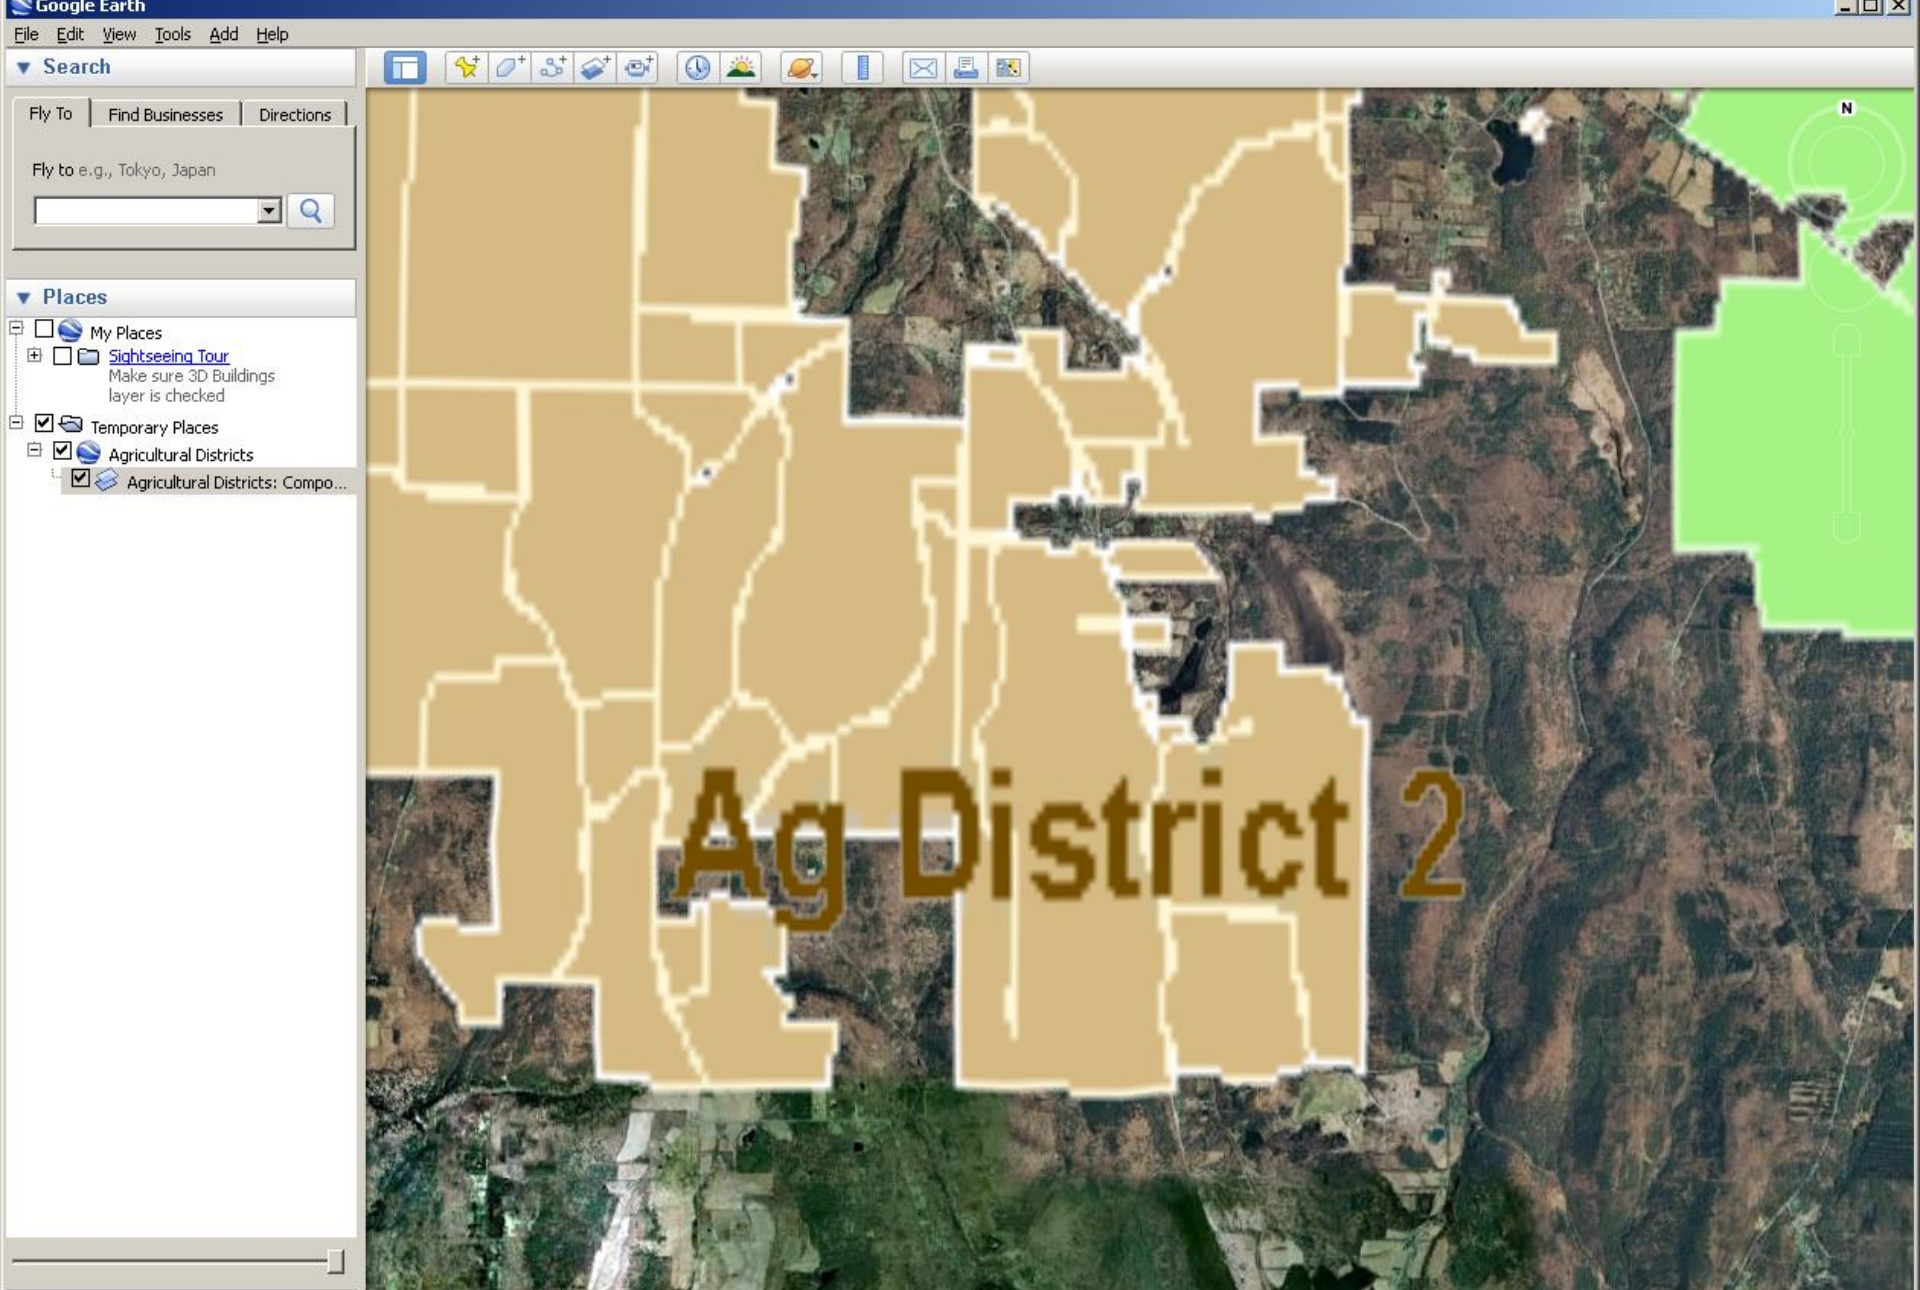 Google Earth
File Edit View Tools Add Help
Search
Fly To Find Businesses Directions
Fly to e.g., Tokyo, Japan
Places
My Places
Sightseeing Tour
Make sure 3D Buildings
layer is checked
Temporary Places
Agricultural Districts
Agricultural Districts: Compo...
N
Ag District 2